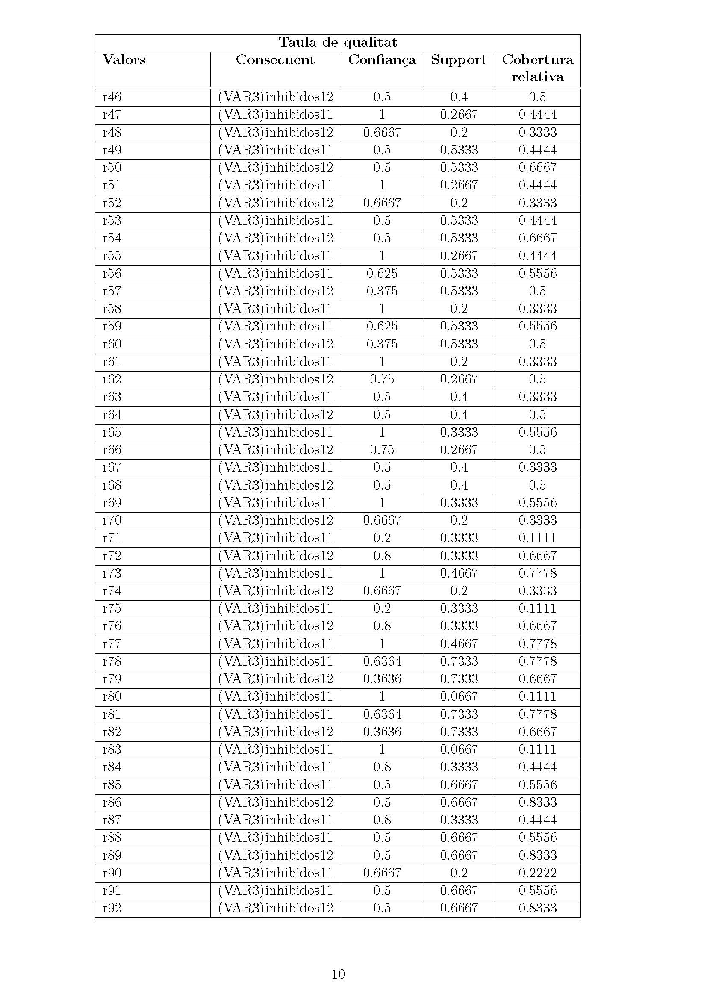 Taula de qualitat
Valors Consecuent Confiança Support Cobertura
relativa
r46 (VAR3)inhibidos12 0.5 0.4 0.5
r47 (VAR3)inhibidos11 1 0.2667 0.4444
r48 (VAR3)inhibidos12 0.6667 0.2 0.3333
r49 (VAR3)inhibidos11 0.5 0.5333 0.4444
r50 (VAR3)inhibidos12 0.5 0.5333 0.6667
r51 (VAR3)inhibidos11 1 0.2667 0.4444
r52 (VAR3)inhibidos12 0.6667 0.2 0.3333
r53 (VAR3)inhibidos11 0.5 0.5333 0.4444
r54 (VAR3)inhibidos12 0.5 0.5333 0.6667
r55 (VAR3)inhibidos11 1 0.2667 0.4444
r56 (VAR3)inhibidos11 0.625 0.5333 0.5556
r57 (VAR3)inhibidos12 0.375 0.5333 0.5
r58 (VAR3)inhibidos11 1 0.2 0.3333
r59 (VAR3)inhibidos11 0.625 0.5333 0.5556
r60 (VAR3)inhibidos12 0.375 0.5333 0.5
r61 (VAR3)inhibidos11 1 0.2 0.3333
r62 (VAR3)inhibidos12 0.75 0.2667 0.5
r63 (VAR3)inhibidos11 0.5 0.4 0.3333
r64 (VAR3)inhibidos12 0.5 0.4 0.5
r65 (VAR3)inhibidos11 1 0.3333 0.5556
r66 (VAR3)inhibidos12 0.75 0.2667 0.5
r67 (VAR3)inhibidos11 0.5 0.4 0.3333
r68 (VAR3)inhibidos12 0.5 0.4 0.5
r69 (VAR3)inhibidos11 1 0.3333 0.5556
r70 (VAR3)inhibidos12 0.6667 0.2 0.3333
r71 (VAR3)inhibidos11 0.2 0.3333 0.1111
r72 (VAR3)inhibidos12 0.8 0.3333 0.6667
r73 (VAR3)inhibidos11 1 0.4667 0.7778
r74 (VAR3)inhibidos12 0.6667 0.2 0.3333
r75 (VAR3)inhibidos11 0.2 0.3333 0.1111
r76 (VAR3)inhibidos12 0.8 0.3333 0.6667
r77 (VAR3)inhibidos11 1 0.4667 0.7778
r78 (VAR3)inhibidos11 0.6364 0.7333 0.7778
r79 (VAR3)inhibidos12 0.3636 0.7333 0.6667
r80 (VAR3)inhibidos11 1 0.0667 0.1111
r81 (VAR3)inhibidos11 0.6364 0.7333 0.7778
r82 (VAR3)inhibidos12 0.3636 0.7333 0.6667
r83 (VAR3)inhibidos11 1 0.0667 0.1111
r84 (VAR3)inhibidos11 0.8 0.3333 0.4444
r85 (VAR3)inhibidos11 0.5 0.6667 0.5556
r86 (VAR3)inhibidos12 0.5 0.6667 0.8333
r87 (VAR3)inhibidos11 0.8 0.3333 0.4444
r88 (VAR3)inhibidos11 0.5 0.6667 0.5556
r89 (VAR3)inhibidos12 0.5 0.6667 0.8333
r90 (VAR3)inhibidos11 0.6667 0.2 0.2222
r91 (VAR3)inhibidos11 0.5 0.6667 0.5556
r92 (VAR3)inhibidos12 0.5 0.6667 0.8333
10